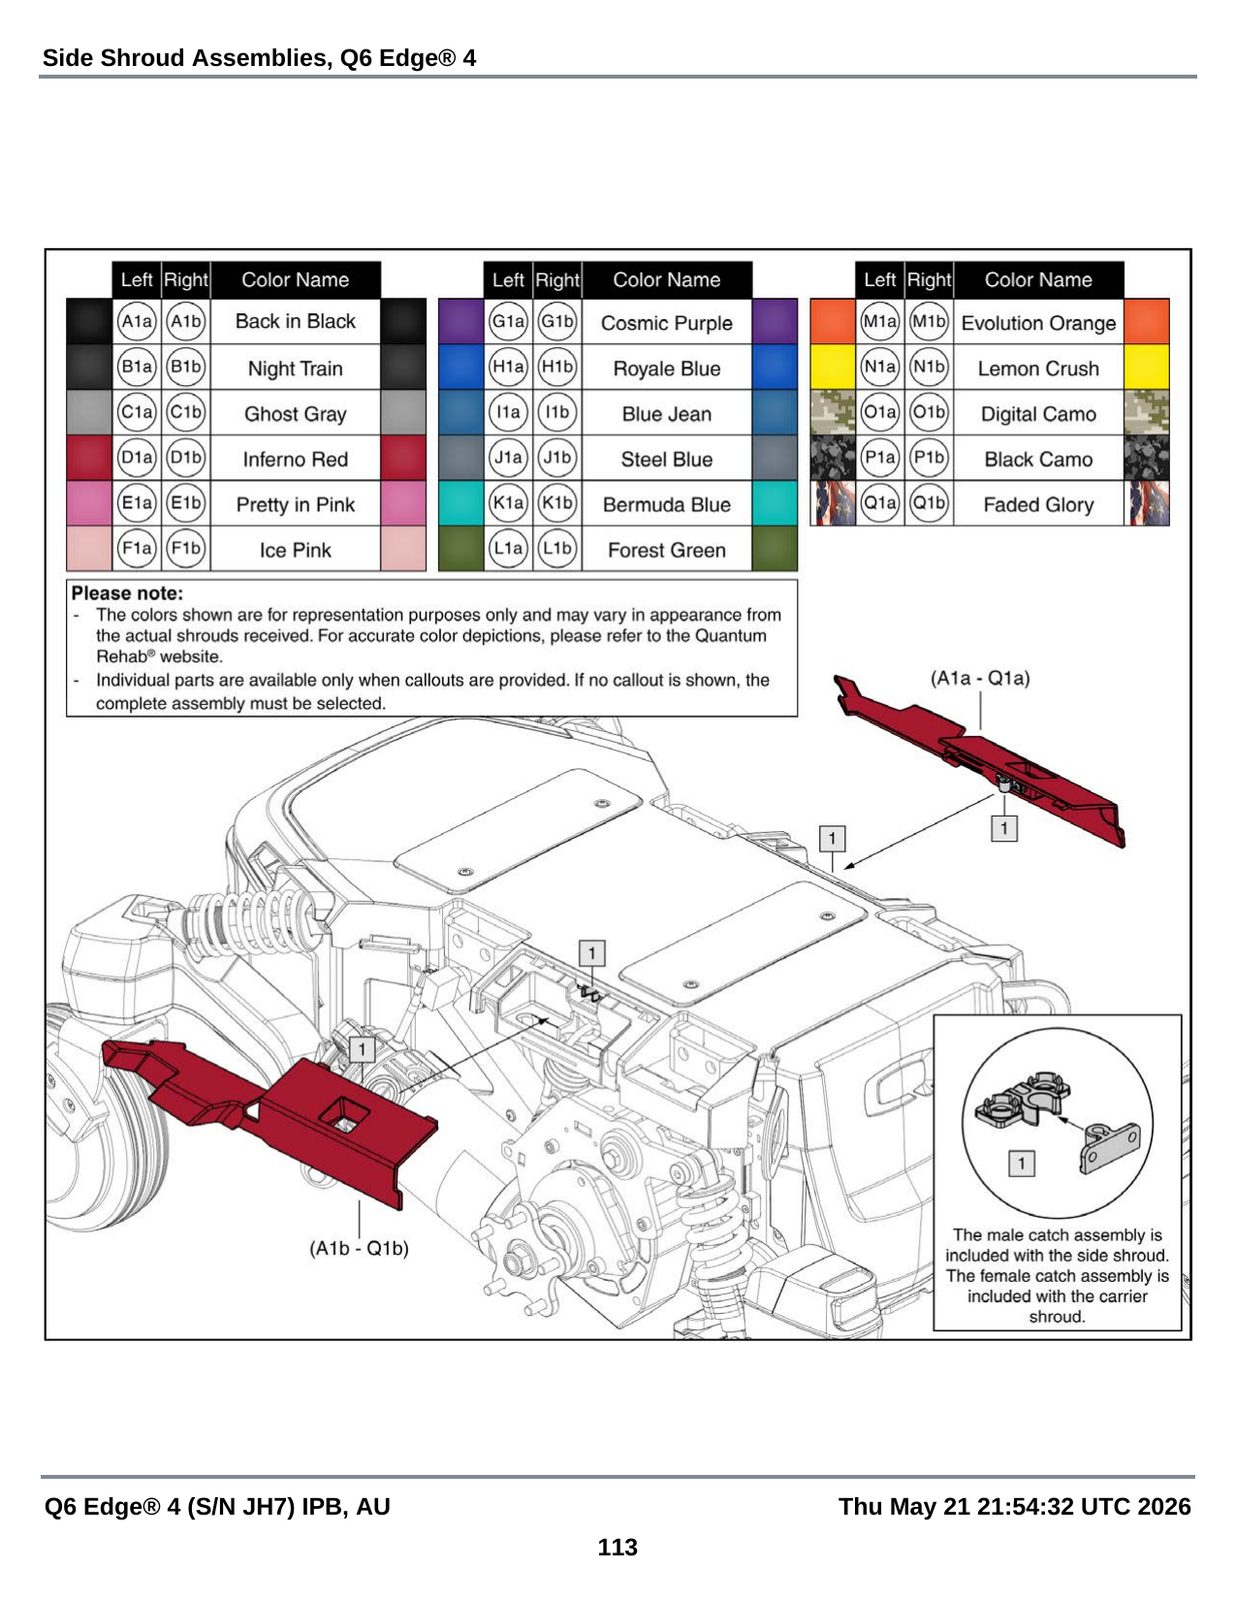 Side Shroud Assemblies, Q6 Edge® 4
Left Right Color Name
A1a A1b Back in Black
B1a B1b Night Train
C1a C1b Ghost Gray
D1a D1b Inferno Red
E1a E1b Pretty in Pink
F1a F1b Ice Pink
Left Right Color Name
G1a G1b Cosmic Purple
H1a H1b Royale Blue
I1a I1b Blue Jean
J1a J1b Steel Blue
K1a K1b Bermuda Blue
L1a L1b Forest Green
Left Right Color Name
M1a M1b Evolution Orange
N1a N1b Lemon Crush
O1a O1b Digital Camo
P1a P1b Black Camo
Q1a Q1b Faded Glory
Please note:
- The colors shown are for representation purposes only and may vary in appearance from
the actual shrouds received. For accurate color depictions, please refer to the Quantum
Rehab® website.
- Individual parts are available only when callouts are provided. If no callout is shown, the
complete assembly must be selected.
(A1a - Q1a)
1
1
1
1
(A1b - Q1b)
1
The male catch assembly is
included with the side shroud.
The female catch assembly is
included with the carrier
shroud.
Q6 Edge® 4 (S/N JH7) IPB, AU
Thu May 21 21:54:32 UTC 2026
113